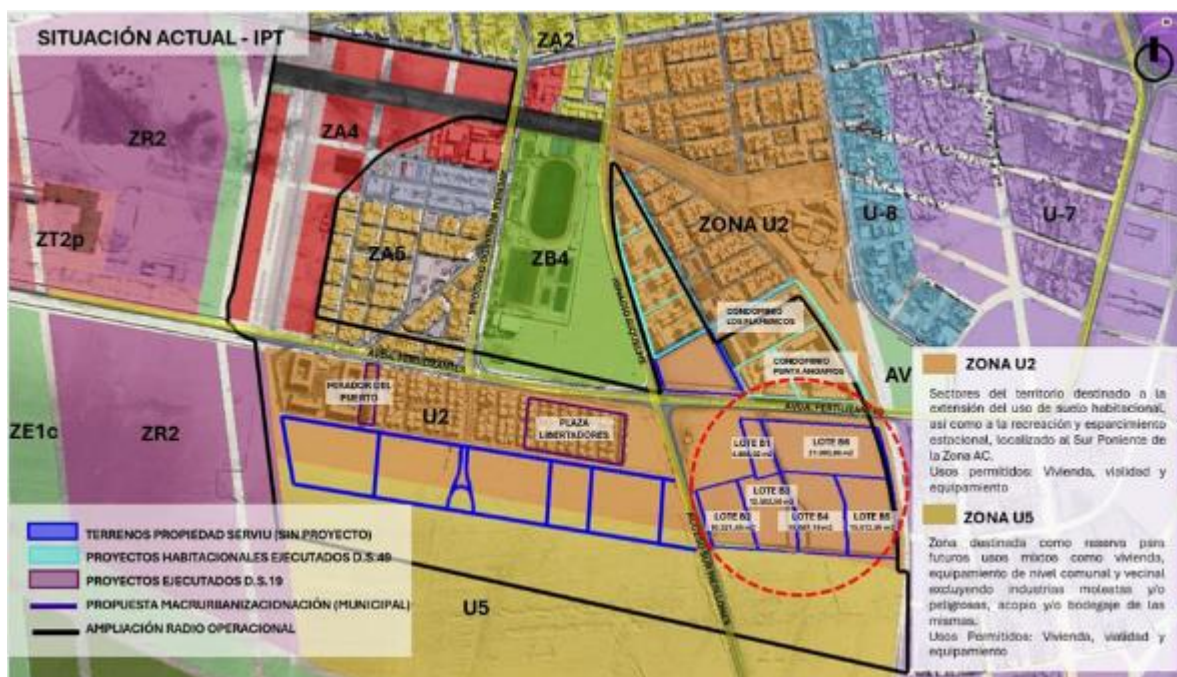 SITUACIÓN ACTUAL - IPT
ZA2
ZR2
ZA4
ZT2p
ZA5
ZB4
ZONA U2
U-8
U-7
CONDOMINIO
LOS FLAMENCOS
CONDOMINIO
PUNTA ANGAMOS
MIRADOR DEL
PUERTO
U2
PLAZA
LIBERTADORES
AV
ZE1c
ZR2
LOTE B1
LOTE B6
LOTE B3
LOTE B2
LOTE B4
LOTE B5
U5
TERRENOS PROPIEDAD SERVIU (SIN PROYECTO)
PROYECTOS HABITACIONALES EJECUTADOS D.S:49
PROYECTOS EJECUTADOS D.S.19
PROPUESTA MACRURBANIZACIONACIÓN (MUNICIPAL)
AMPLIACIÓN RADIO OPERACIONAL
ZONA U2
Sectores del territorio destinado a la
extensión del uso de suelo habitacional,
así como a la recreación y esparcimiento
estacional, localizado al Sur Poniente de
la Zona AC.
Usos permitidos: Vivienda, vialidad y
equipamiento
ZONA U5
Zona destinada como reserva para
futuros usos mixtos como vivienda,
equipamiento de nivel comunal y vecinal
excluyendo industrias molestas y/o
peligrosas, acopio y/o bodegaje de las
mismas.
Usos Permitidos: Vivienda, vialidad y
equipamiento